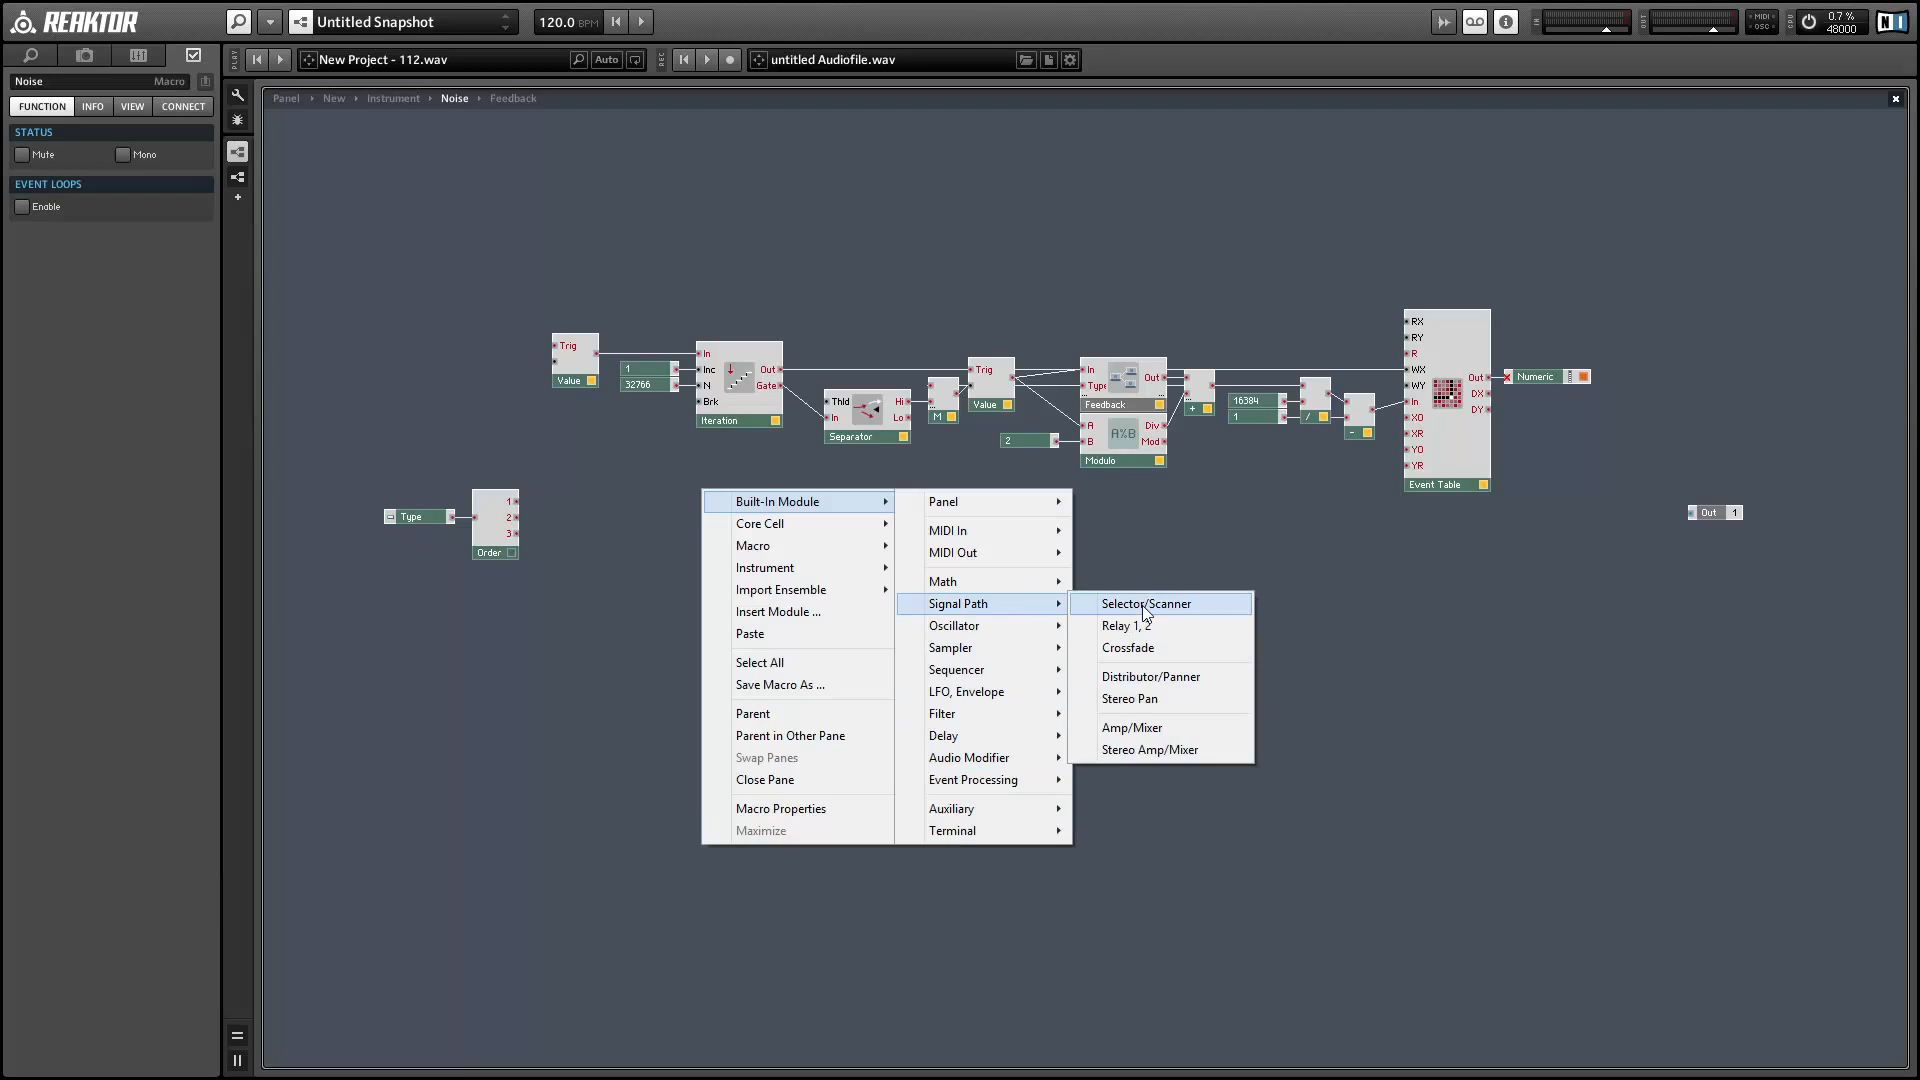 REAKTOR
Untitled Snapshot
120.0 BPM
IN
OUT
MIDI
OSC
CPU
0.7 %
48000
PLAY
New Project - 112.wav
Auto
REC
untitled Audiofile.wav
Noise
Macro
FUNCTION
INFO
VIEW
CONNECT
STATUS
Mute
Mono
EVENT LOOPS
Enable
Panel
New
Instrument
Noise
Feedback
Trig
Value
1
32766
In
Inc
N
Brk
Out
Gate
Iteration
Thld
In
Hi
Lo
Separator
M
Trig
Value
2
In
Type
Out
Feedback
A
B
A%B
Div
Mod
Modulo
+
16384
1
/
-
RX
RY
R
WX
WY
In
XO
XR
YO
YR
Out
DX
DY
Event Table
Numeric
Type
1
2
3
Order
Out 1
Built-In Module
Core Cell
Macro
Instrument
Import Ensemble
Insert Module ...
Paste
Select All
Save Macro As ...
Parent
Parent in Other Pane
Swap Panes
Close Pane
Macro Properties
Maximize
Panel
MIDI In
MIDI Out
Math
Signal Path
Oscillator
Sampler
Sequencer
LFO, Envelope
Filter
Delay
Audio Modifier
Event Processing
Auxiliary
Terminal
Selector/Scanner
Relay 1, 2
Crossfade
Distributor/Panner
Stereo Pan
Amp/Mixer
Stereo Amp/Mixer